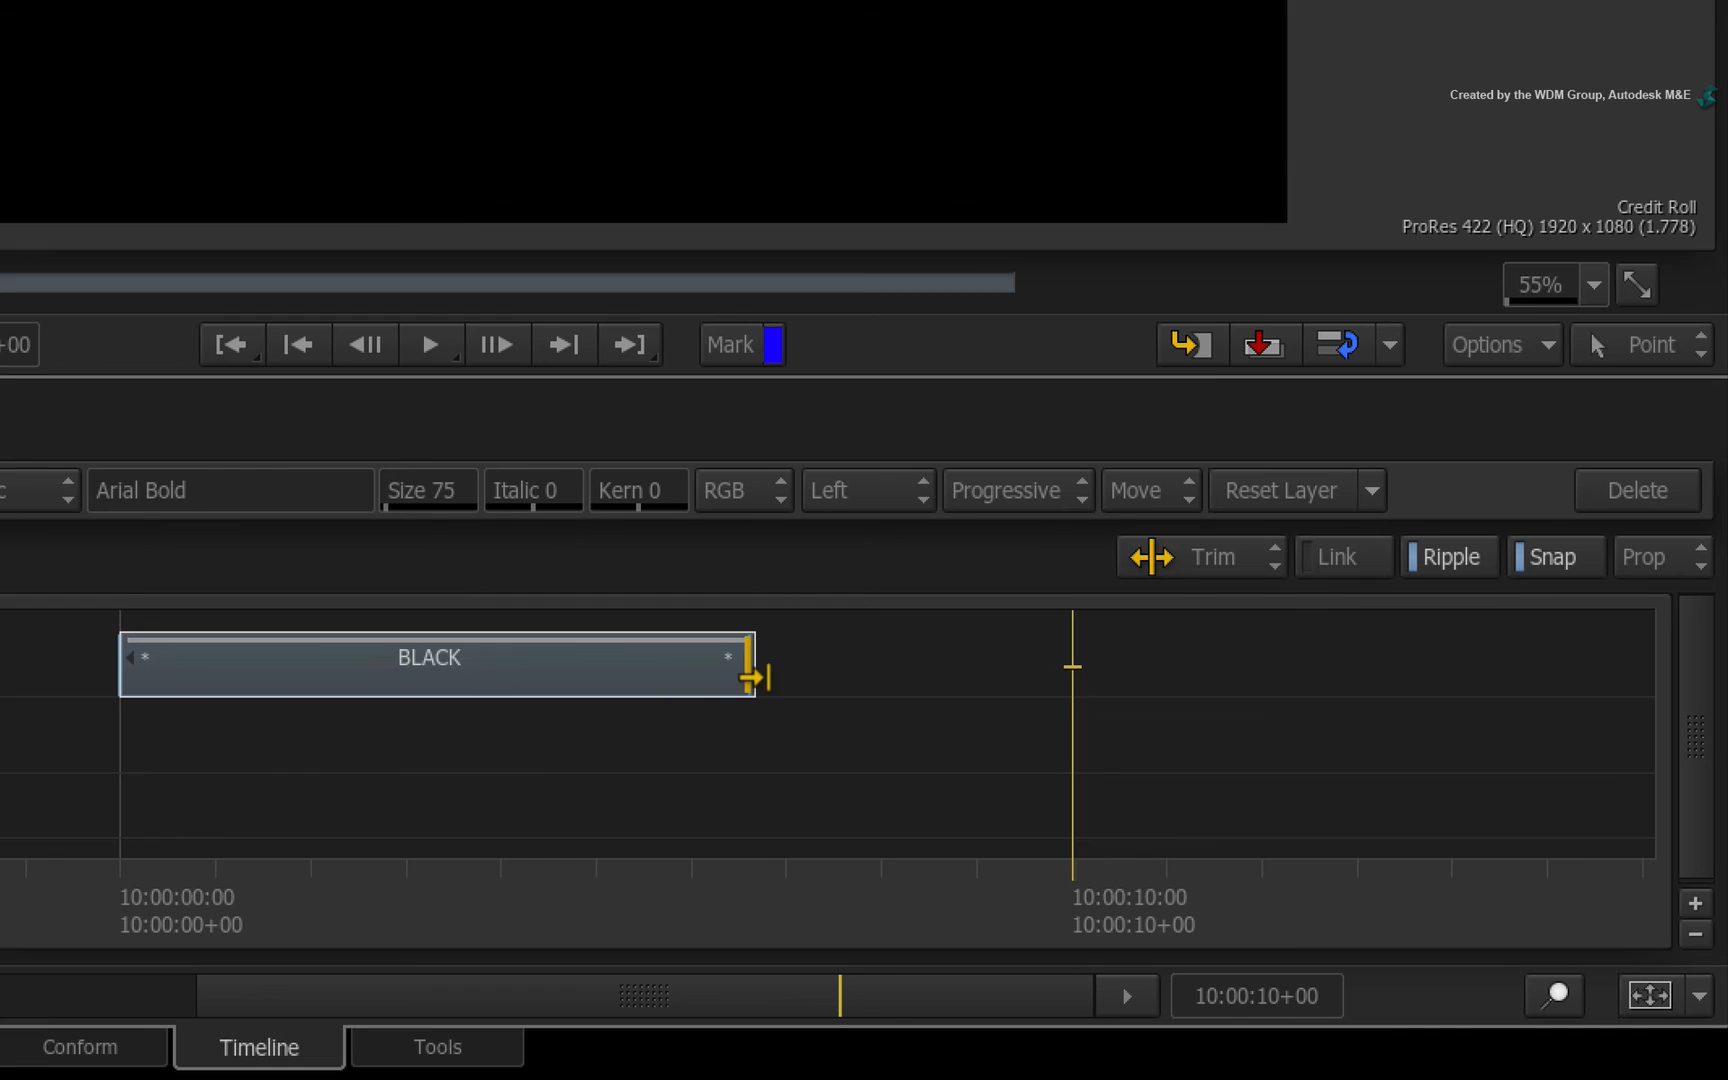 Created by the WDM Group, Autodesk M&E
Credit Roll
ProRes 422 (HQ) 1920 x 1080 (1.778)
55%
+00
Mark
Options
Point
c
Arial Bold
Size 75
Italic 0
Kern 0
RGB
Left
Progressive
Move
Reset Layer
Delete
Trim
Link
Ripple
Snap
Prop
* BLACK *
10:00:00:00
10:00:00+00
10:00:10:00
10:00:10+00
10:00:10+00
Conform
Timeline
Tools